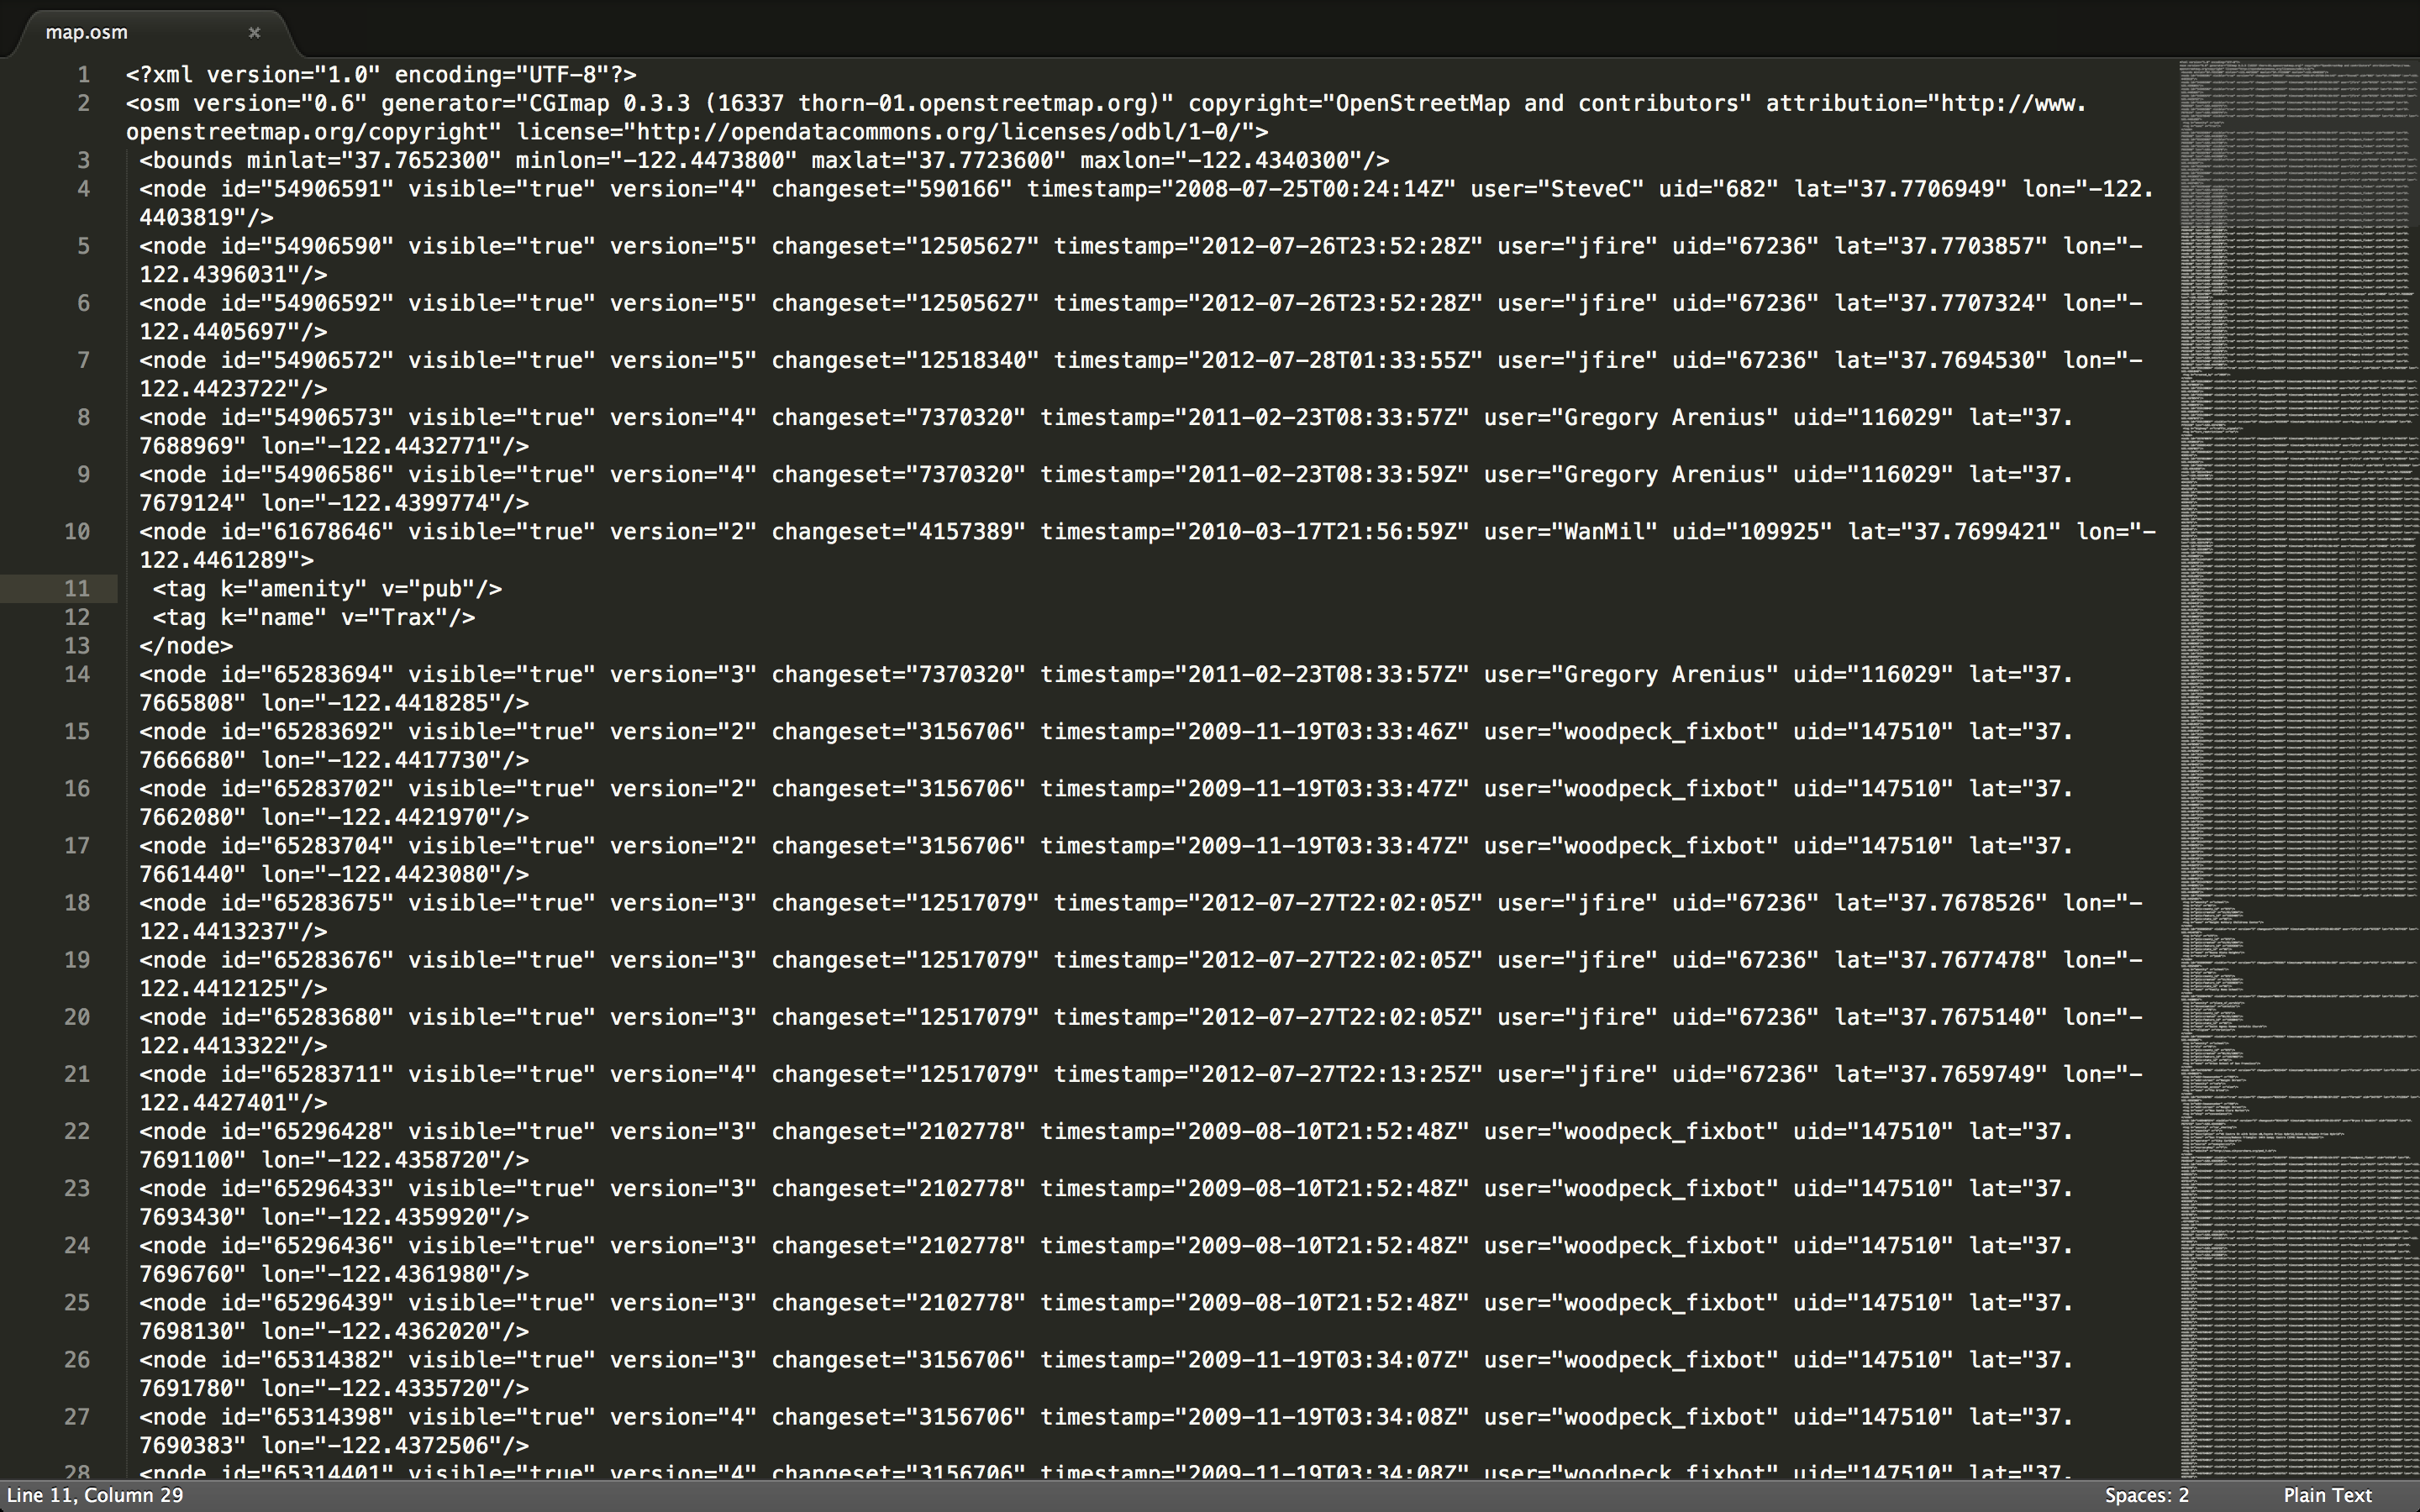 map.osm ×
1 <?xml version="1.0" encoding="UTF-8"?>
2 <osm version="0.6" generator="CGImap 0.3.3 (16337 thorn-01.openstreetmap.org)" copyright="OpenStreetMap and contributors" attribution="http://www.
openstreetmap.org/copyright" license="http://opendatacommons.org/licenses/odbl/1-0/">
3 <bounds minlat="37.7652300" minlon="-122.4473800" maxlat="37.7723600" maxlon="-122.4340300"/>
4 <node id="54906591" visible="true" version="4" changeset="590166" timestamp="2008-07-25T00:24:14Z" user="SteveC" uid="682" lat="37.7706949" lon="-122.
4403819"/>
5 <node id="54906590" visible="true" version="5" changeset="12505627" timestamp="2012-07-26T23:52:28Z" user="jfire" uid="67236" lat="37.7703857" lon="-
122.4396031"/>
6 <node id="54906592" visible="true" version="5" changeset="12505627" timestamp="2012-07-26T23:52:28Z" user="jfire" uid="67236" lat="37.7707324" lon="-
122.4405697"/>
7 <node id="54906572" visible="true" version="5" changeset="12518340" timestamp="2012-07-28T01:33:55Z" user="jfire" uid="67236" lat="37.7694530" lon="-
122.4423722"/>
8 <node id="54906573" visible="true" version="4" changeset="7370320" timestamp="2011-02-23T08:33:57Z" user="Gregory Arenius" uid="116029" lat="37.
7688969" lon="-122.4432771"/>
9 <node id="54906586" visible="true" version="4" changeset="7370320" timestamp="2011-02-23T08:33:59Z" user="Gregory Arenius" uid="116029" lat="37.
7679124" lon="-122.4399774"/>
10 <node id="61678646" visible="true" version="2" changeset="4157389" timestamp="2010-03-17T21:56:59Z" user="WanMil" uid="109925" lat="37.7699421" lon="-
122.4461289">
11 <tag k="amenity" v="pub"/>
12 <tag k="name" v="Trax"/>
13 </node>
14 <node id="65283694" visible="true" version="3" changeset="7370320" timestamp="2011-02-23T08:33:57Z" user="Gregory Arenius" uid="116029" lat="37.
7665808" lon="-122.4418285"/>
15 <node id="65283692" visible="true" version="2" changeset="3156706" timestamp="2009-11-19T03:33:46Z" user="woodpeck_fixbot" uid="147510" lat="37.
7666680" lon="-122.4417730"/>
16 <node id="65283702" visible="true" version="2" changeset="3156706" timestamp="2009-11-19T03:33:47Z" user="woodpeck_fixbot" uid="147510" lat="37.
7662080" lon="-122.4421970"/>
17 <node id="65283704" visible="true" version="2" changeset="3156706" timestamp="2009-11-19T03:33:47Z" user="woodpeck_fixbot" uid="147510" lat="37.
7661440" lon="-122.4423080"/>
18 <node id="65283675" visible="true" version="3" changeset="12517079" timestamp="2012-07-27T22:02:05Z" user="jfire" uid="67236" lat="37.7678526" lon="-
122.4413237"/>
19 <node id="65283676" visible="true" version="3" changeset="12517079" timestamp="2012-07-27T22:02:05Z" user="jfire" uid="67236" lat="37.7677478" lon="-
122.4412125"/>
20 <node id="65283680" visible="true" version="3" changeset="12517079" timestamp="2012-07-27T22:02:05Z" user="jfire" uid="67236" lat="37.7675140" lon="-
122.4413322"/>
21 <node id="65283711" visible="true" version="4" changeset="12517079" timestamp="2012-07-27T22:13:25Z" user="jfire" uid="67236" lat="37.7659749" lon="-
122.4427401"/>
22 <node id="65296428" visible="true" version="3" changeset="2102778" timestamp="2009-08-10T21:52:48Z" user="woodpeck_fixbot" uid="147510" lat="37.
7691100" lon="-122.4358720"/>
23 <node id="65296433" visible="true" version="3" changeset="2102778" timestamp="2009-08-10T21:52:48Z" user="woodpeck_fixbot" uid="147510" lat="37.
7693430" lon="-122.4359920"/>
24 <node id="65296436" visible="true" version="3" changeset="2102778" timestamp="2009-08-10T21:52:48Z" user="woodpeck_fixbot" uid="147510" lat="37.
7696760" lon="-122.4361980"/>
25 <node id="65296439" visible="true" version="3" changeset="2102778" timestamp="2009-08-10T21:52:48Z" user="woodpeck_fixbot" uid="147510" lat="37.
7698130" lon="-122.4362020"/>
26 <node id="65314382" visible="true" version="3" changeset="3156706" timestamp="2009-11-19T03:34:07Z" user="woodpeck_fixbot" uid="147510" lat="37.
7691780" lon="-122.4335720"/>
27 <node id="65314398" visible="true" version="4" changeset="3156706" timestamp="2009-11-19T03:34:08Z" user="woodpeck_fixbot" uid="147510" lat="37.
7690383" lon="-122.4372506"/>
28 <node id="65314401" visible="true" version="4" changeset="3156706" timestamp="2009-11-19T03:34:08Z" user="woodpeck_fixbot" uid="147510" lat="37.
Line 11, Column 29 Spaces: 2 Plain Text